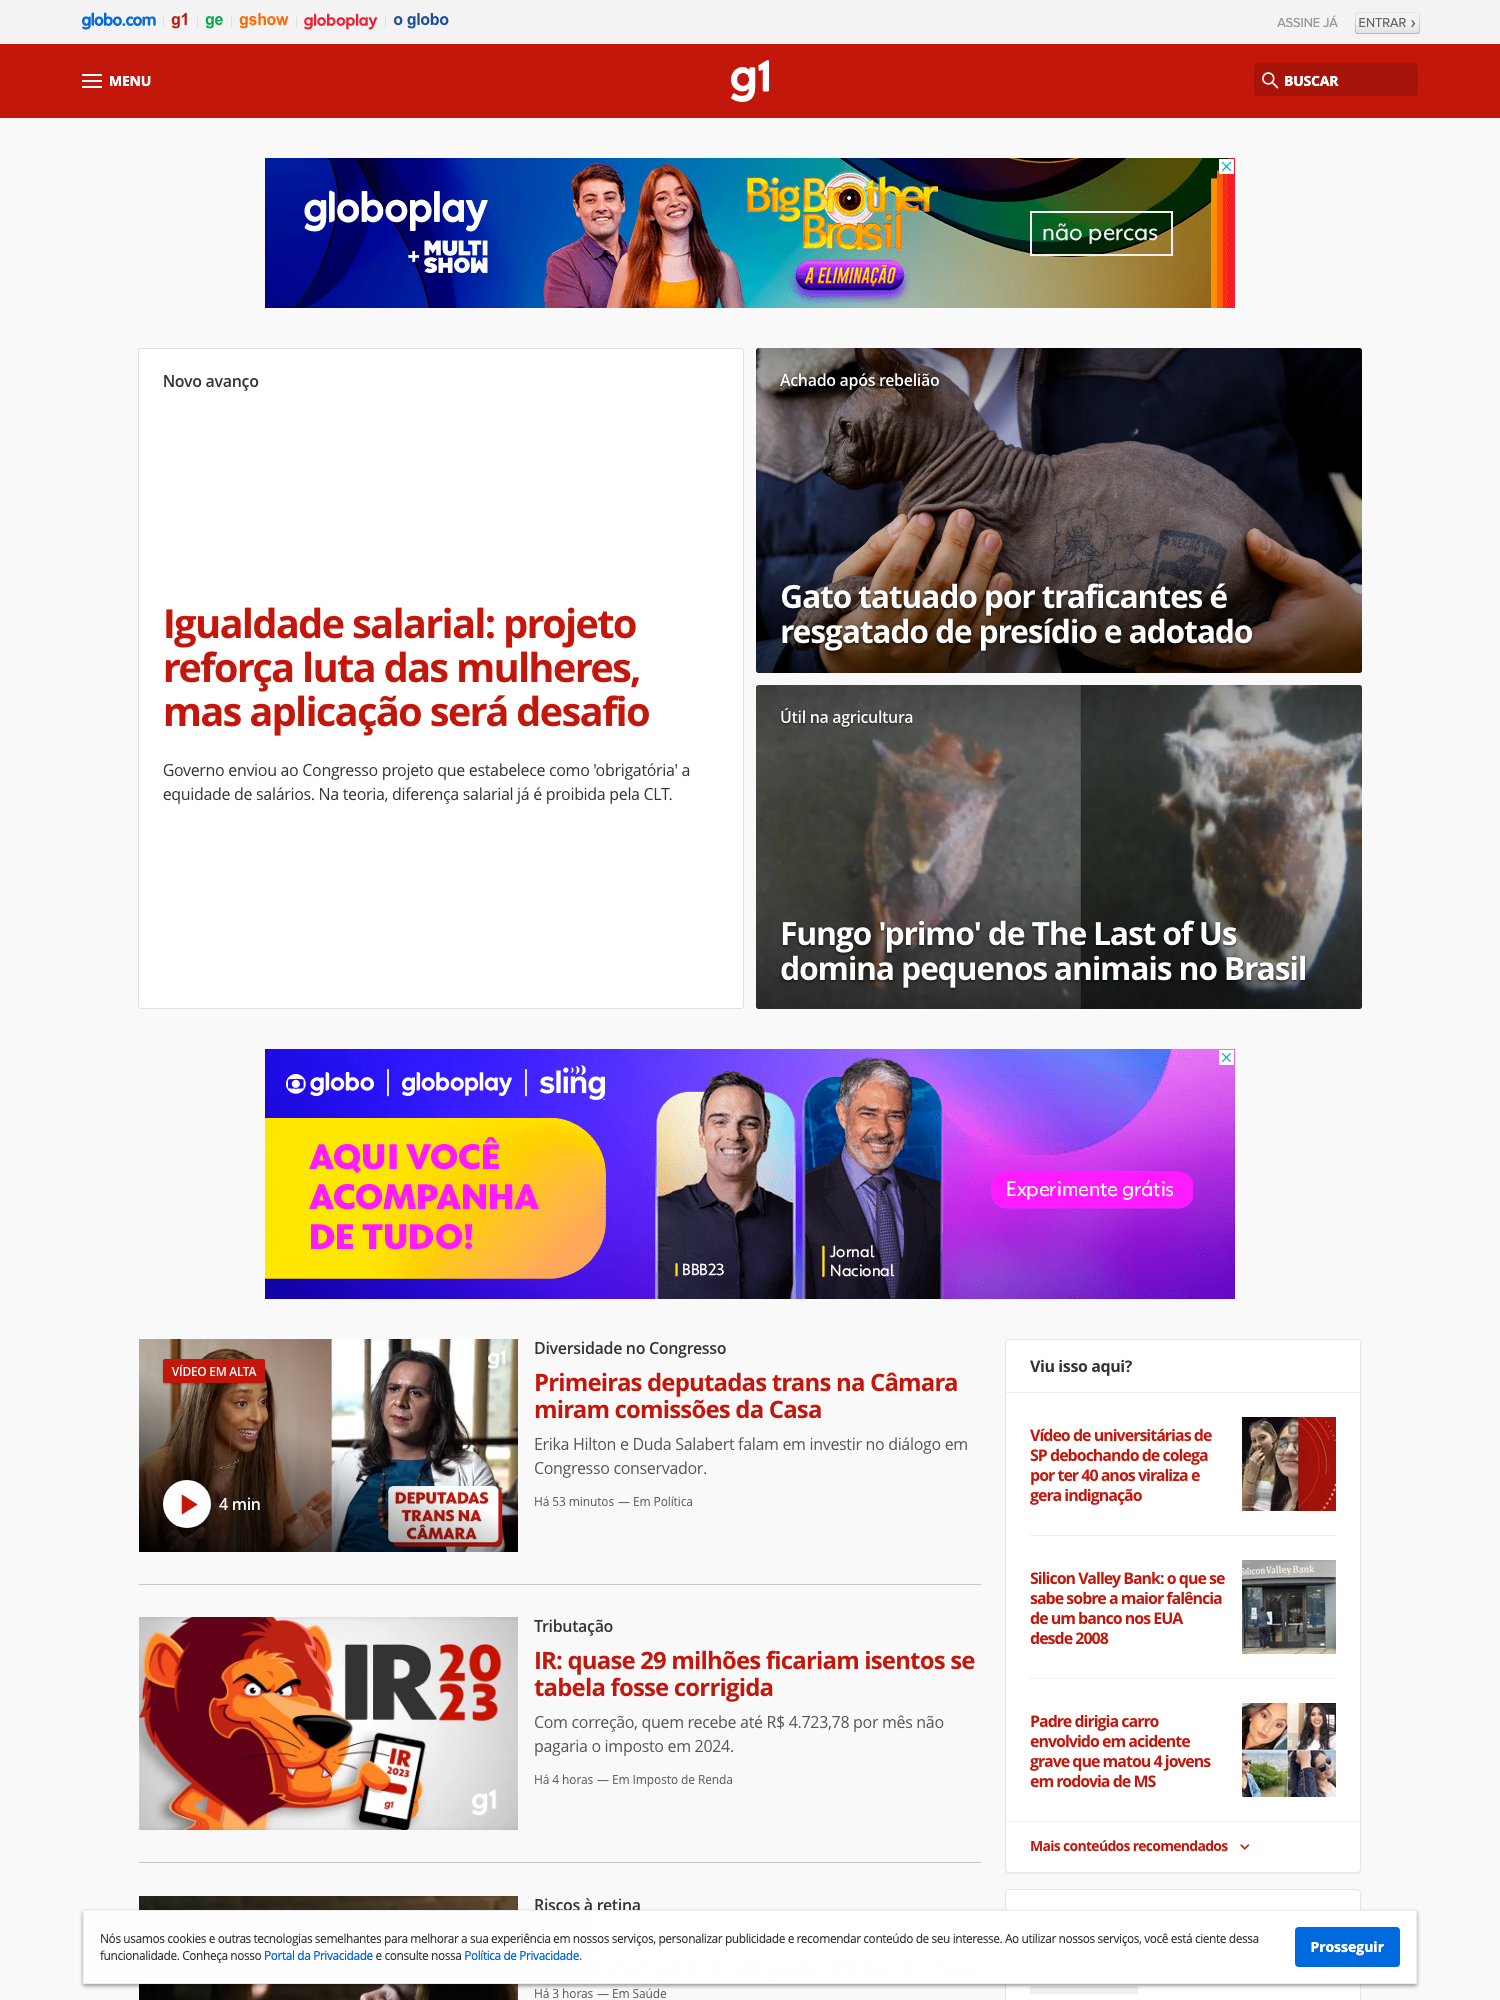 globo.com g1 ge gshow globoplay o globo
ASSINE JÁ ENTRAR ›
MENU
g1
BUSCAR
globoplay
+ MULTI
SHOW
Big Brother
Brasil
A ELIMINAÇÃO
não percas
Novo avanço
Igualdade salarial: projeto
reforça luta das mulheres,
mas aplicação será desafio
Governo enviou ao Congresso projeto que estabelece como 'obrigatória' a
equidade de salários. Na teoria, diferença salarial já é proibida pela CLT.
Achado após rebelião
Gato tatuado por traficantes é
resgatado de presídio e adotado
Útil na agricultura
Fungo 'primo' de The Last of Us
domina pequenos animais no Brasil
globo | globoplay | sling
AQUI VOCÊ
ACOMPANHA
DE TUDO!
BBB23
Jornal
Nacional
Experimente grátis
VÍDEO EM ALTA
g1
4 min
DEPUTADAS
TRANS NA
CÂMARA
Diversidade no Congresso
Primeiras deputadas trans na Câmara
miram comissões da Casa
Erika Hilton e Duda Salabert falam em investir no diálogo em
Congresso conservador.
Há 53 minutos — Em Política
IR 20
23
IR
2023
g1
g1
Tributação
IR: quase 29 milhões ficariam isentos se
tabela fosse corrigida
Com correção, quem recebe até R$ 4.723,78 por mês não
pagaria o imposto em 2024.
Há 4 horas — Em Imposto de Renda
Riscos à retina
Há 3 horas — Em Saúde
Viu isso aqui?
Vídeo de universitárias de
SP debochando de colega
por ter 40 anos viraliza e
gera indignação
Silicon Valley Bank: o que se
sabe sobre a maior falência
de um banco nos EUA
desde 2008
Silicon Valley Bank
Padre dirigia carro
envolvido em acidente
grave que matou 4 jovens
em rodovia de MS
Mais conteúdos recomendados
Nós usamos cookies e outras tecnologias semelhantes para melhorar a sua experiência em nossos serviços, personalizar publicidade e recomendar conteúdo de seu interesse. Ao utilizar nossos serviços, você está ciente dessa
funcionalidade. Conheça nosso Portal da Privacidade e consulte nossa Política de Privacidade.
Prosseguir